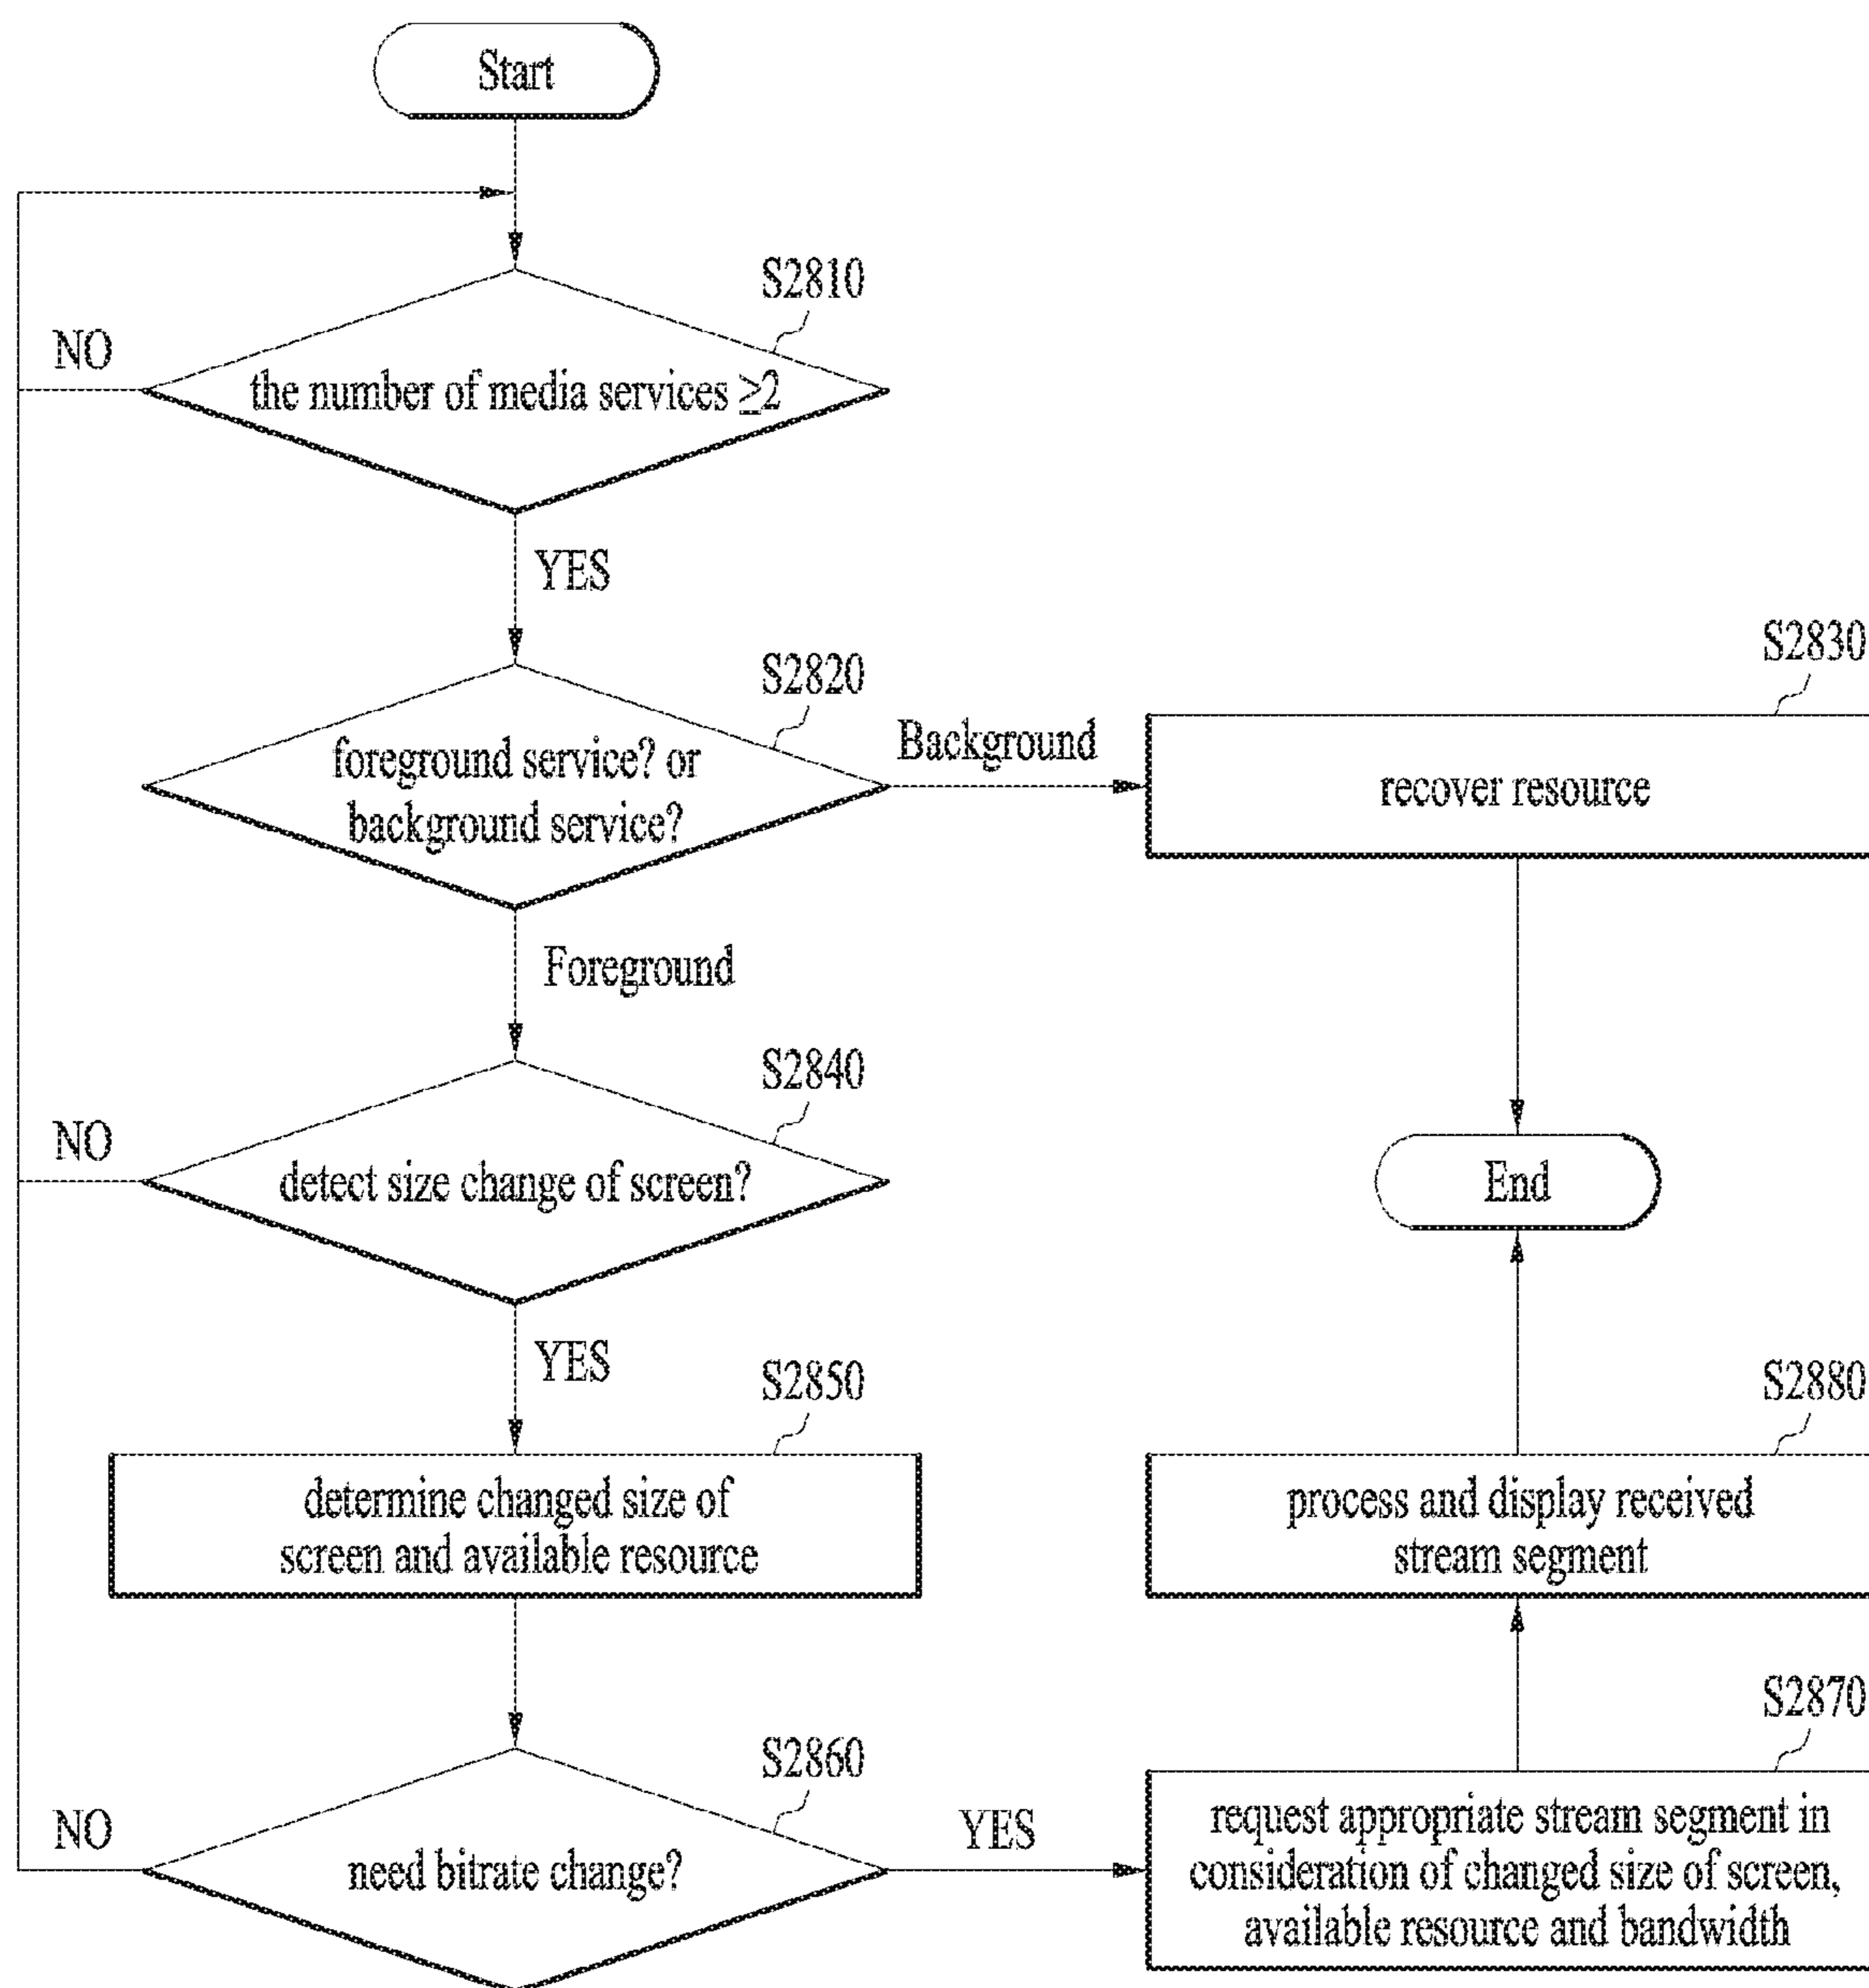 Start
S2810
NO
the number of media services ≥2
YES
S2820
foreground service? or
background service?
Background
S2830
recover resource
Foreground
S2840
NO
detect size change of screen?
End
YES
S2850
determine changed size of
screen and available resource
S2880
process and display received
stream segment
S2860
NO
need bitrate change?
YES
S2870
request appropriate stream segment in
consideration of changed size of screen,
available resource and bandwidth